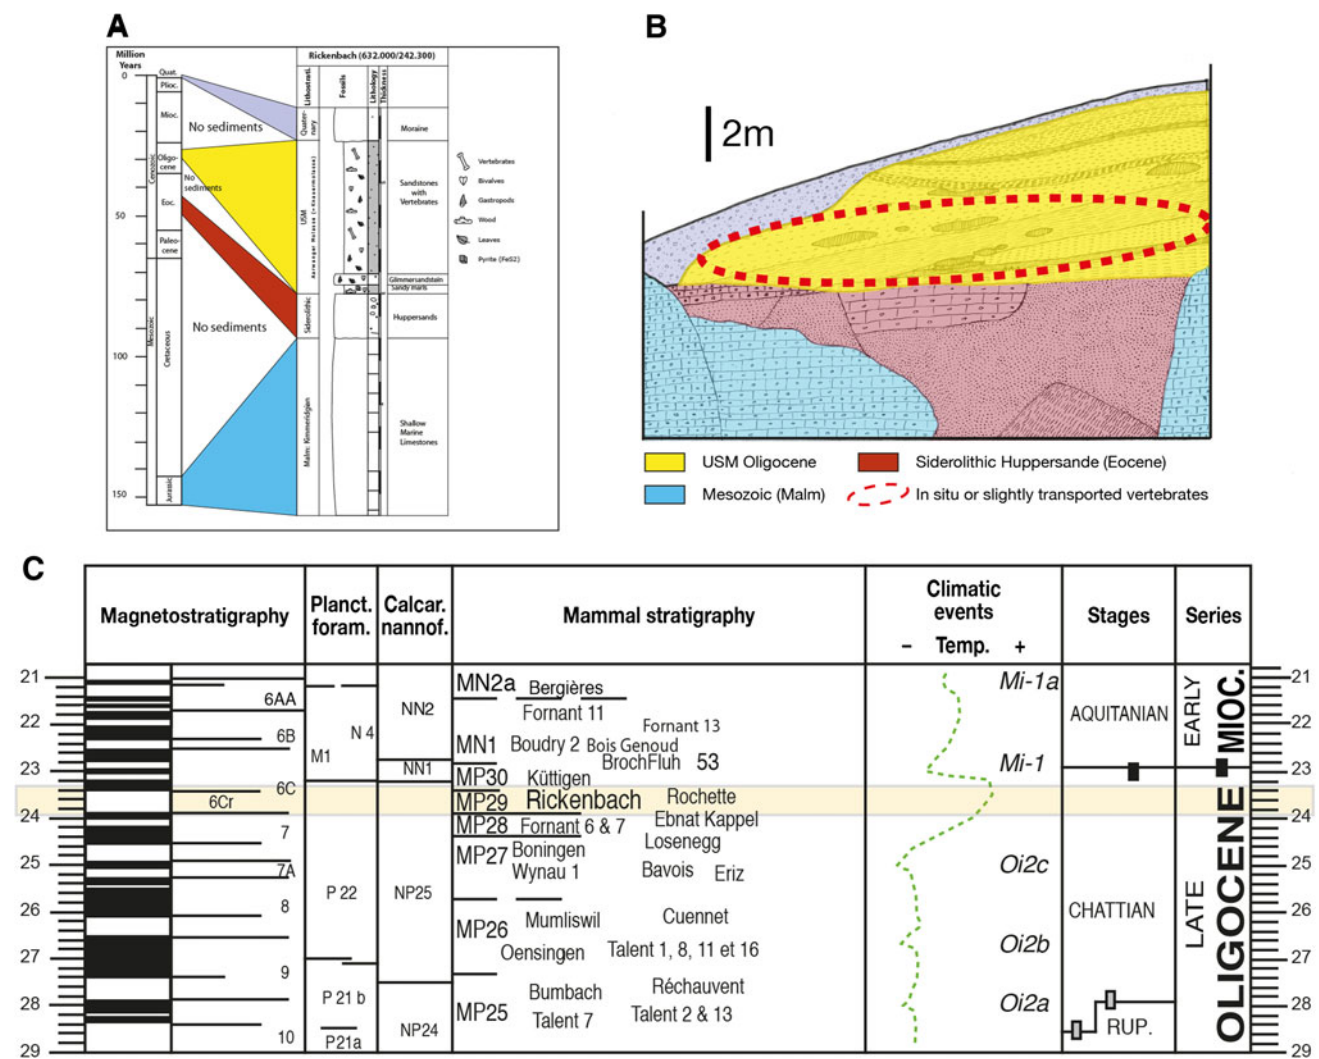 A
Million
Years
Rickenbach (632.000/242.300)
Lithostrati.
Fossils
Lithology
Thickness
0
50
100
150
Quat.
Plioc.
Mioc.
Oligo-
cene
Eoc.
Paleo-
cene
Cretaceous
Jurassic
Cenozoic
Mesozoic
No sediments
No
sediments
No sediments
Quater-
nary
USM
Siderolithic
Malm: Kimmeridgian
Moraine
Sandstones
with
Vertebrates
Glimmersandstein
Sandy marls
Huppersands
Shallow
Marine
Limestones
Vertebrates
Bivalves
Gastropods
Wood
Leaves
Pyrite (FeS2)
B
2m
USM Oligocene
Siderolithic Huppersande (Eocene)
Mesozoic (Malm)
In situ or slightly transported vertebrates
C
Magnetostratigraphy
Planct.
foram.
Calcar.
nannof.
Mammal stratigraphy
Climatic
events
– Temp. +
Stages
Series
21
22
23
24
25
26
27
28
29
6AA
6B
6C
6Cr
7
7A
8
9
10
N 4
M1
P 22
P 21 b
P21a
NN2
NN1
NP25
NP24
MN2a Bergières
Fornant 11
Fornant 13
MN1 Boudry 2 Bois Genoud
BrochFluh 53
MP30 Küttigen
MP29 Rickenbach Rochette
MP28 Fornant 6 & 7 Ebnat Kappel
Losenegg
MP27 Boningen
Wynau 1 Bavois Eriz
MP26 Mumliswil Cuennet
Oensingen Talent 1, 8, 11 et 16
Bumbach Réchauvent
MP25 Talent 7 Talent 2 & 13
Mi-1a
Mi-1
Oi2c
Oi2b
Oi2a
AQUITANIAN
CHATTIAN
RUP.
EARLY
MIOC.
LATE
OLIGOCENE
21
22
23
24
25
26
27
28
29